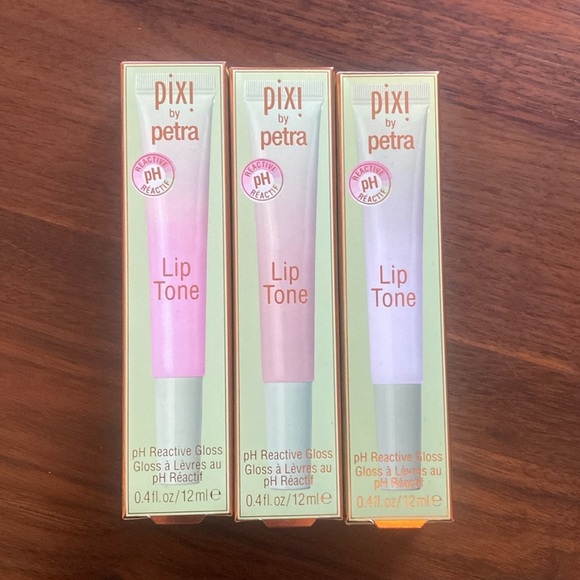 pixi
by
petra
REACTIVE
pH
RÉACTIF
Lip
Tone
pH Reactive Gloss
Gloss à Lèvres au
pH Réactif
0.4fl.oz/12ml℮
pixi
by
petra
REACTIVE
pH
RÉACTIF
Lip
Tone
pH Reactive Gloss
Gloss à Lèvres au
pH Réactif
0.4fl.oz/12ml℮
pixi
by
petra
REACTIVE
pH
RÉACTIF
Lip
Tone
pH Reactive Gloss
Gloss à Lèvres au
pH Réactif
0.4fl.oz/12ml℮